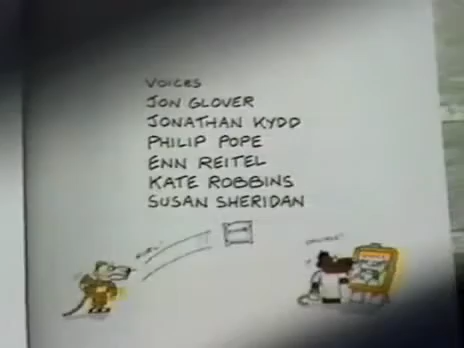 VOICES
JON GLOVER
JONATHAN KYDD
PHILIP POPE
ENN REITEL
KATE ROBBINS
SUSAN SHERIDAN